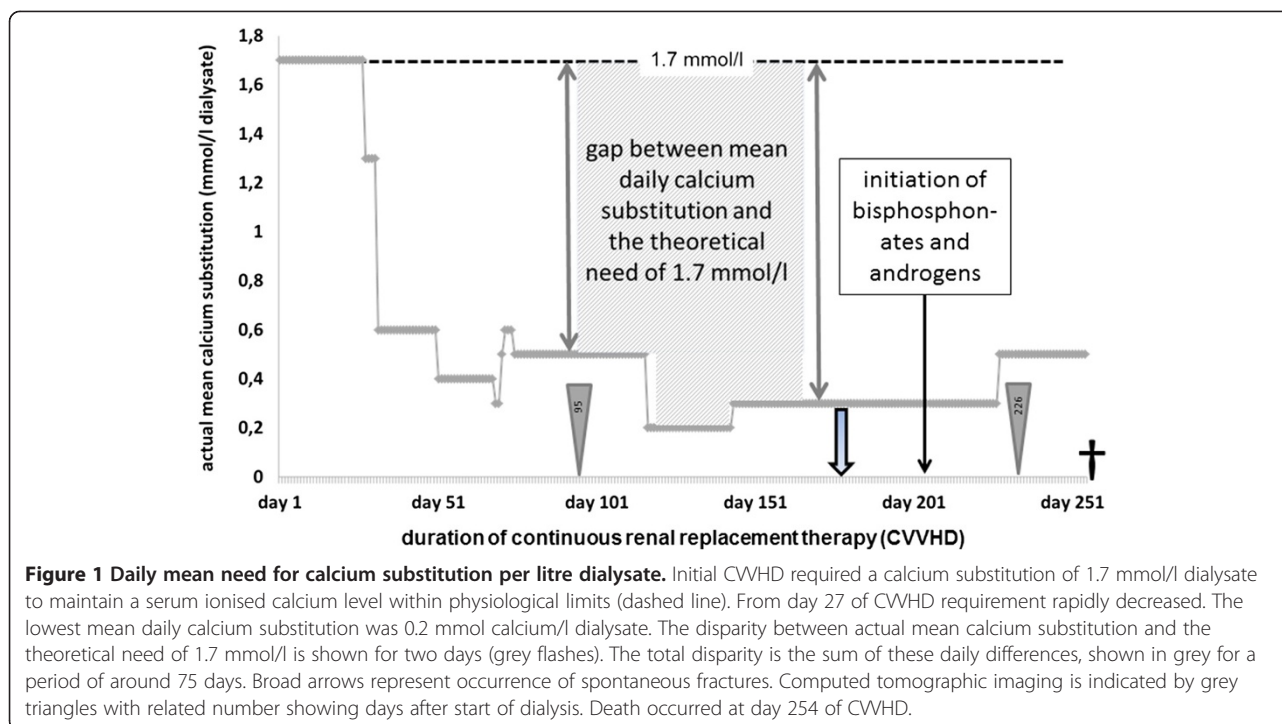 1,8
1,6
1,4
1,2
1
0,8
0,6
0,4
0,2
0
actual mean calcium substitution (mmol/l dialysate)
1.7 mmol/l
gap between mean
daily calcium
substitution and
the theoretical
need of 1.7 mmol/l
initiation of
bisphosphon-
ates and
androgens
95
226
day 1 day 51 day 101 day 151 day 201 day 251
duration of continuous renal replacement therapy (CVVHD)
Figure 1 Daily mean need for calcium substitution per litre dialysate. Initial CVVHD required a calcium substitution of 1.7 mmol/l dialysate
to maintain a serum ionised calcium level within physiological limits (dashed line). From day 27 of CVVHD requirement rapidly decreased. The
lowest mean daily calcium substitution was 0.2 mmol calcium/l dialysate. The disparity between actual mean calcium substitution and the
theoretical need of 1.7 mmol/l is shown for two days (grey flashes). The total disparity is the sum of these daily differences, shown in grey for a
period of around 75 days. Broad arrows represent occurrence of spontaneous fractures. Computed tomographic imaging is indicated by grey
triangles with related number showing days after start of dialysis. Death occurred at day 254 of CVVHD.